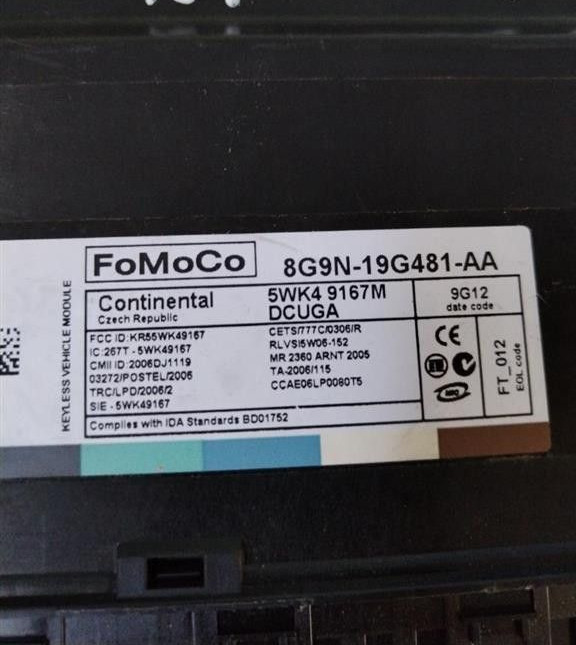 FoMoCo
8G9N-19G481-AA
KEYLESS VEHICLE MODULE
Continental
Czech Republic
5WK4 9167M
DCUGA
9G12
date code
FCC ID:KR55WK49167
IC:267T - 5WK49167
CMII ID:2006DJ1119
03272/POSTEL/2006
TRC/LPD/2006/2
SIE - 5WK49167
CETS/777C/0306/R
RLVSI5W06-152
MR 2360 ARNT 2005
TA-2006/115
CCAE06LP0080T5
CE
FT_012
EOL code
Complies with IDA Standards BD01752